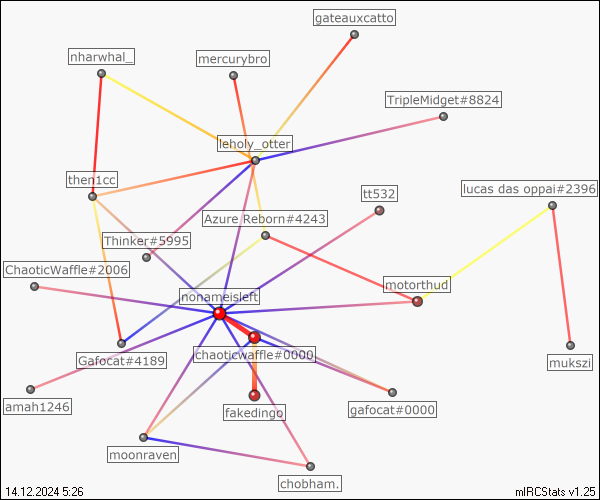 gateauxcatto
nharwhal_
mercurybro
TripleMidget#8824
leholy_otter
then1cc
tt532
lucas das oppai#2396
Azure Reborn#4243
Thinker#5995
ChaoticWaffle#2006
motorthud
nonameisleft
Gafocat#4189
chaoticwaffle#0000
mukszi
amah1246
fakedingo
gafocat#0000
moonraven
chobham.
14.12.2024 5:26
mIRCStats v1.25